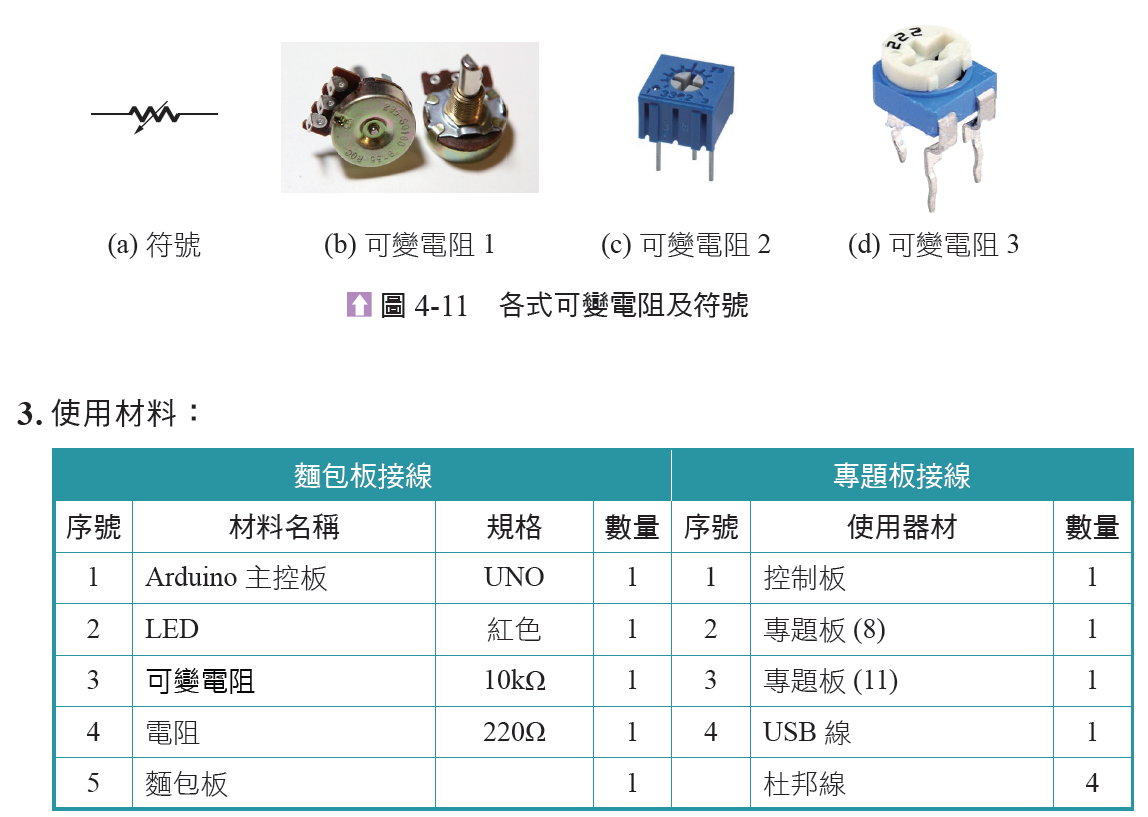 222
(a) 符號 (b) 可變電阻 1 (c) 可變電阻 2 (d) 可變電阻 3
圖 4-11 各式可變電阻及符號
3. 使用材料：
麵包板接線 專題板接線
序號 材料名稱 規格 數量 序號 使用器材 數量
1 Arduino 主控板 UNO 1 1 控制板 1
2 LED 紅色 1 2 專題板 (8) 1
3 可變電阻 10kΩ 1 3 專題板 (11) 1
4 電阻 220Ω 1 4 USB 線 1
5 麵包板 1 杜邦線 4